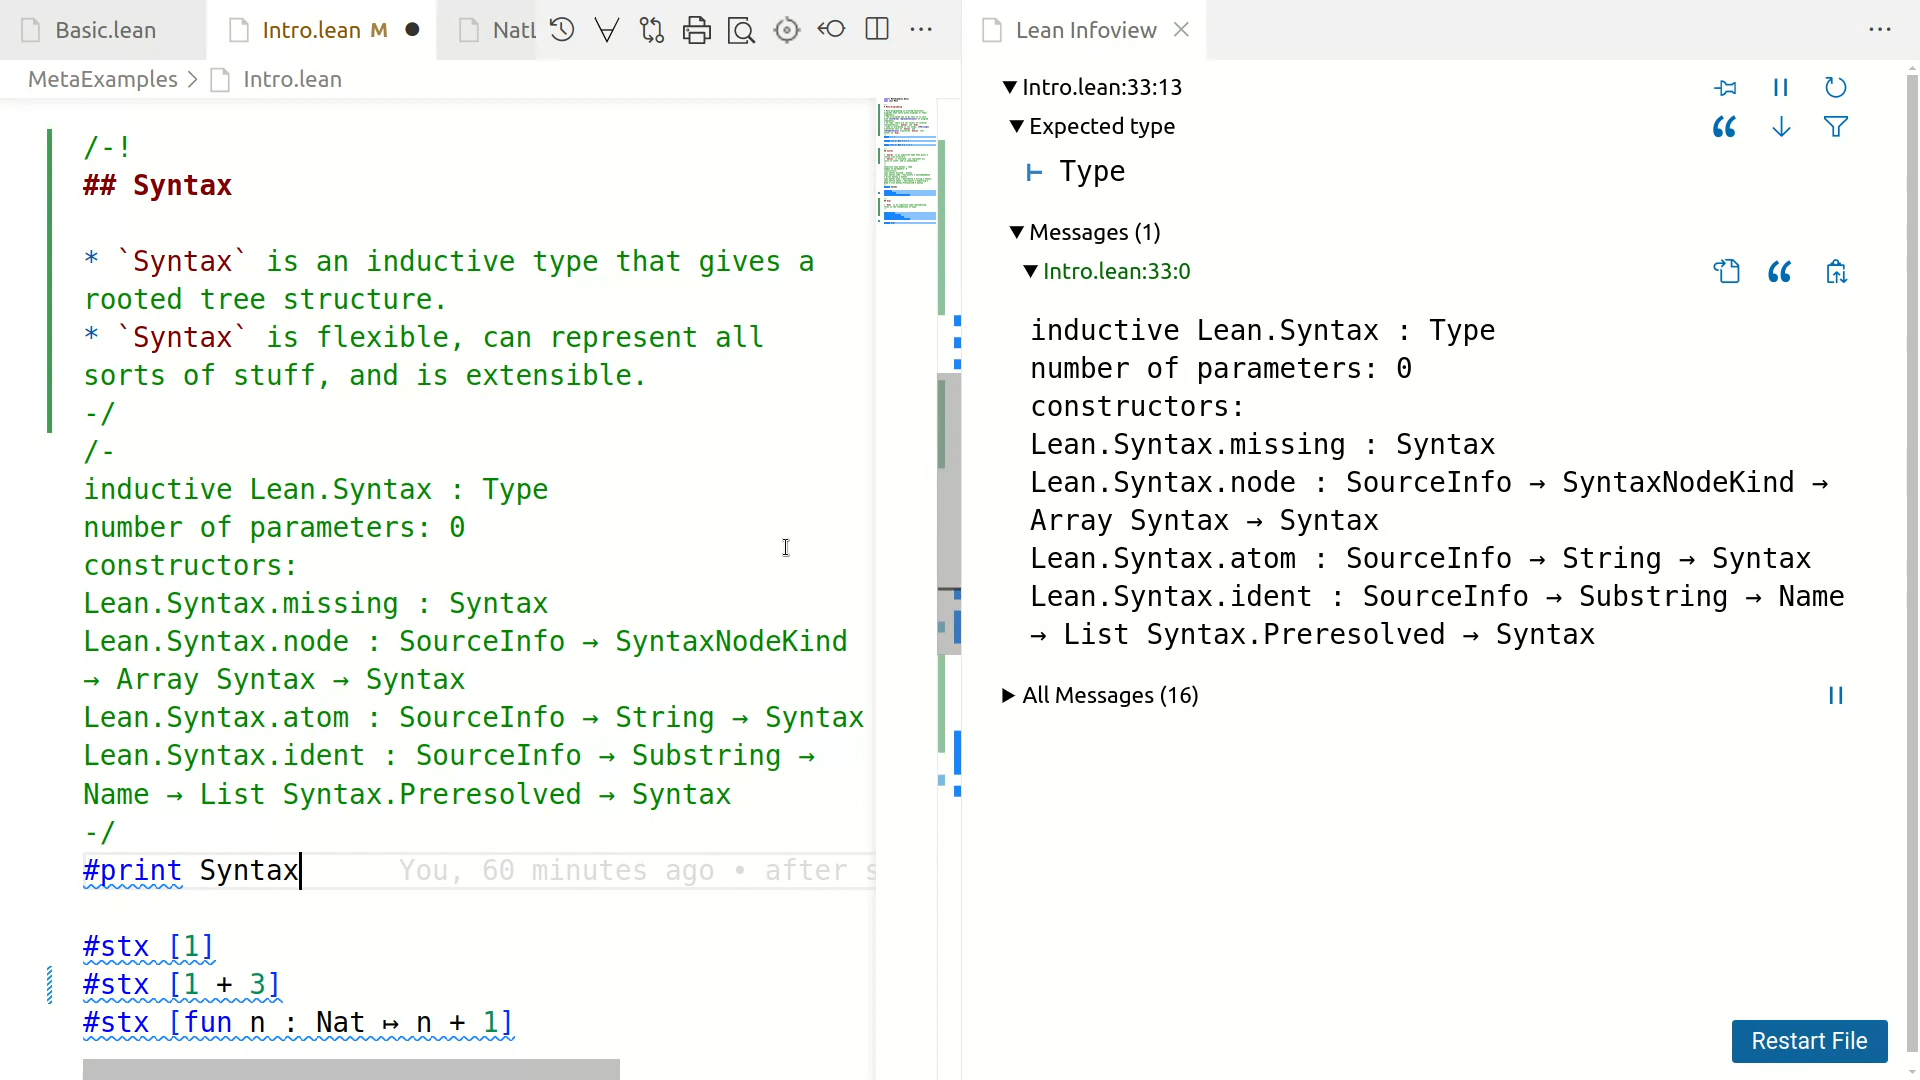 Basic.lean
Intro.lean M
Nat
Lean Infoview
MetaExamples > Intro.lean
/-!
## Syntax
* `Syntax` is an inductive type that gives a
rooted tree structure.
* `Syntax` is flexible, can represent all
sorts of stuff, and is extensible.
-/
/-
inductive Lean.Syntax : Type
number of parameters: 0
constructors:
Lean.Syntax.missing : Syntax
Lean.Syntax.node : SourceInfo → SyntaxNodeKind
→ Array Syntax → Syntax
Lean.Syntax.atom : SourceInfo → String → Syntax
Lean.Syntax.ident : SourceInfo → Substring →
Name → List Syntax.Preresolved → Syntax
-/
#print Syntax You, 60 minutes ago • after s
#stx [1]
#stx [1 + 3]
#stx [fun n : Nat ↦ n + 1]
Intro.lean:33:13
Expected type
⊢ Type
Messages (1)
Intro.lean:33:0
inductive Lean.Syntax : Type
number of parameters: 0
constructors:
Lean.Syntax.missing : Syntax
Lean.Syntax.node : SourceInfo → SyntaxNodeKind →
Array Syntax → Syntax
Lean.Syntax.atom : SourceInfo → String → Syntax
Lean.Syntax.ident : SourceInfo → Substring → Name
→ List Syntax.Preresolved → Syntax
All Messages (16)
Restart File